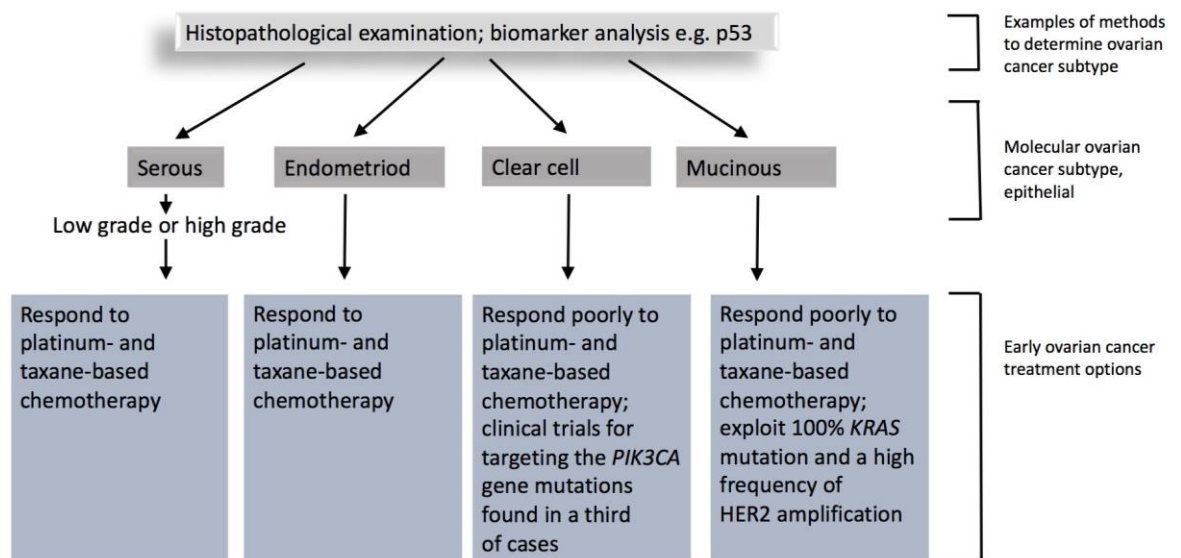 Histopathological examination; biomarker analysis e.g. p53
Examples of methods
to determine ovarian
cancer subtype
Serous
Endometriod
Clear cell
Mucinous
Molecular ovarian
cancer subtype,
epithelial
Low grade or high grade
Respond to
platinum- and
taxane-based
chemotherapy
Respond to
platinum- and
taxane-based
chemotherapy
Respond poorly to
platinum- and
taxane-based
chemotherapy;
clinical trials for
targeting the PIK3CA
gene mutations
found in a third
of cases
Respond poorly to
platinum- and
taxane-based
chemotherapy;
exploit 100% KRAS
mutation and a high
frequency of
HER2 amplification
Early ovarian cancer
treatment options